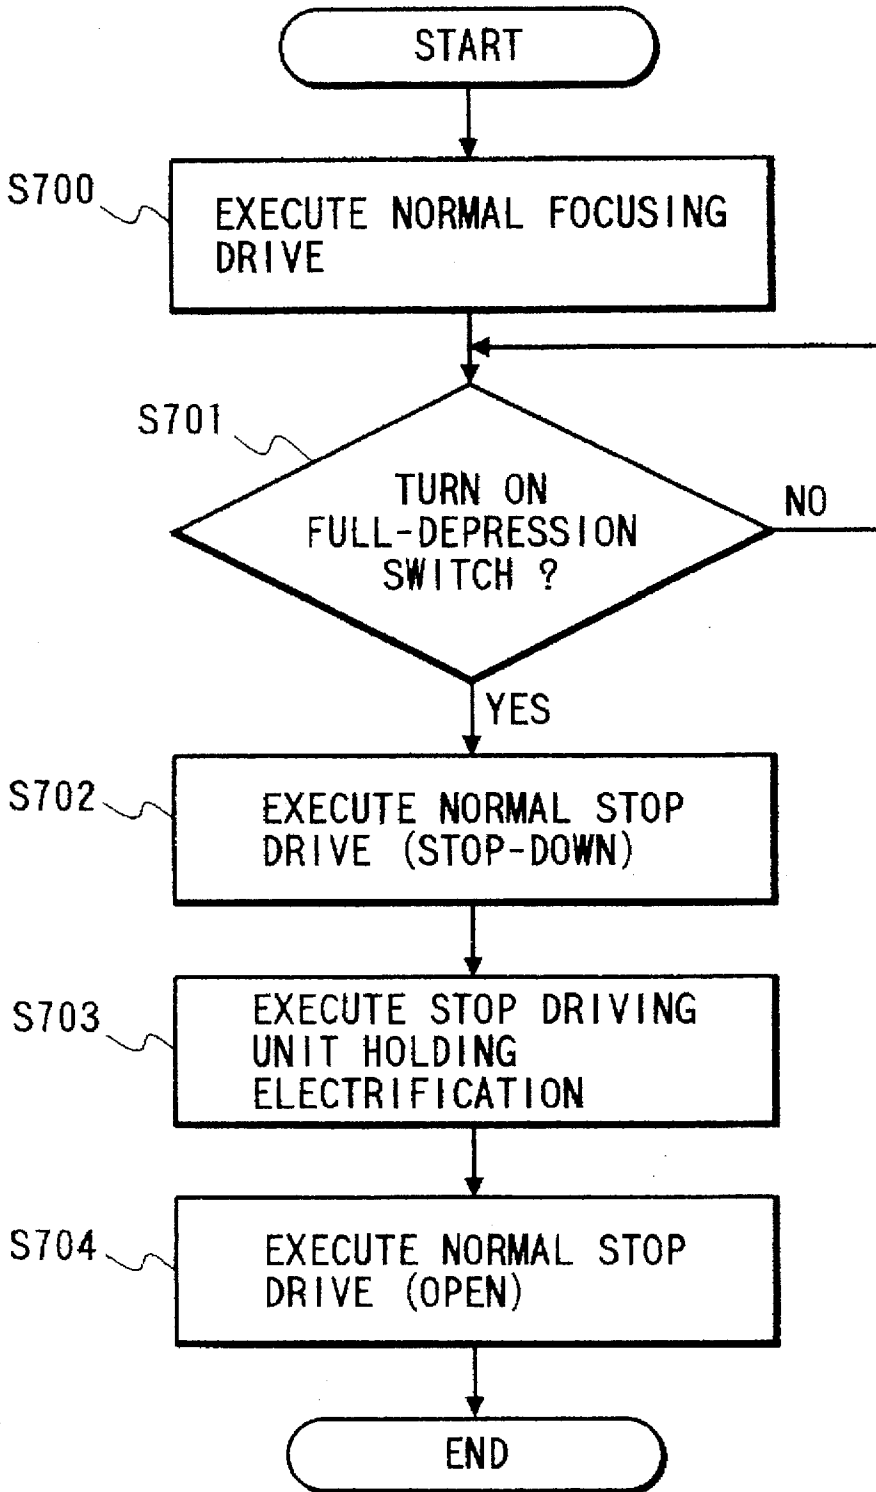 START
S700
EXECUTE NORMAL FOCUSING
DRIVE
S701
TURN ON
FULL-DEPRESSION
SWITCH ?
NO
YES
S702
EXECUTE NORMAL STOP
DRIVE (STOP-DOWN)
S703
EXECUTE STOP DRIVING
UNIT HOLDING
ELECTRIFICATION
S704
EXECUTE NORMAL STOP
DRIVE (OPEN)
END